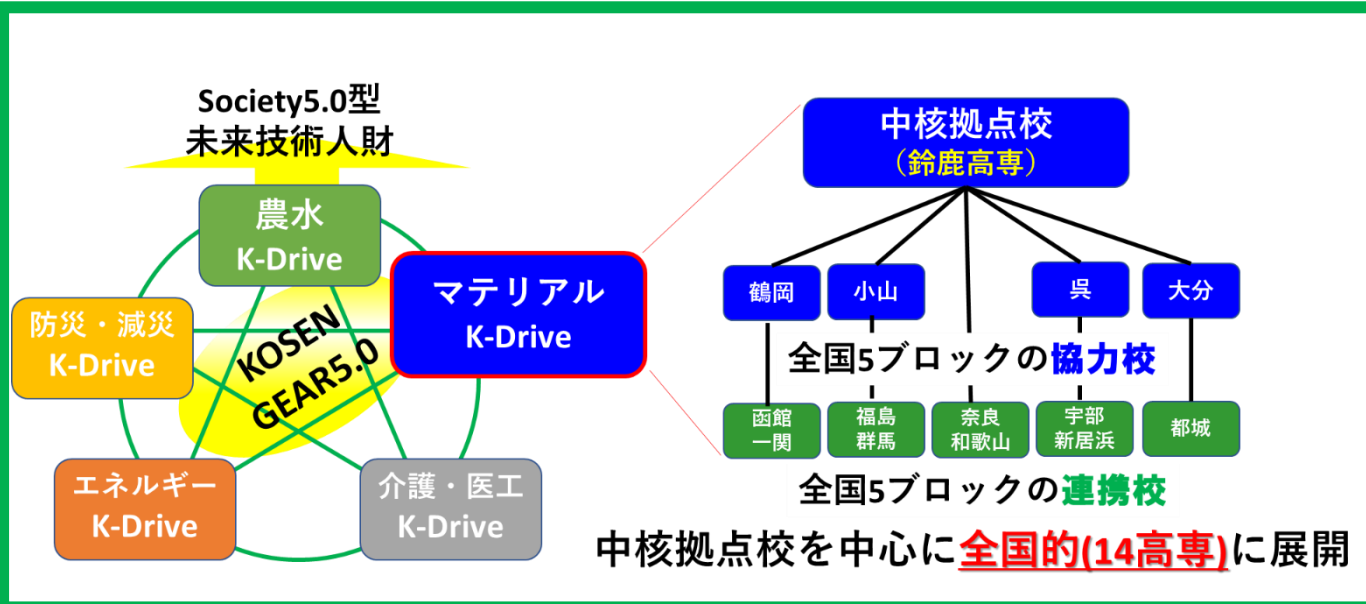 Society5.0型
未来技術人財
農水
K-Drive
マテリアル
K-Drive
防災・減災
K-Drive
KOSEN
GEAR5.0
エネルギー
K-Drive
介護・医工
K-Drive
中核拠点校
(鈴鹿高専)
鶴岡
小山
呉
大分
全国5ブロックの協力校
函館
一関
福島
群馬
奈良
和歌山
宇部
新居浜
都城
全国5ブロックの連携校
中核拠点校を中心に全国的(14高専)に展開